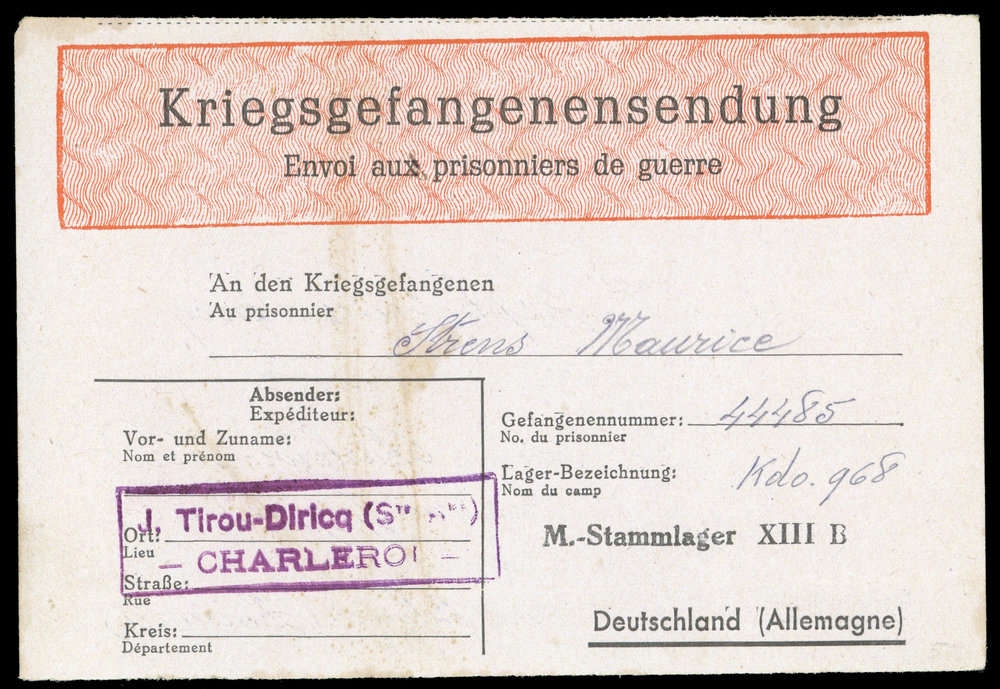 Kriegsgefangenensendung
Envoi aux prisonniers de guerre
An den Kriegsgefangenen
Au prisonnier
Strens Maurice
Absender:
Expéditeur:
Vor- und Zuname:
Nom et prénom
J. Tirou-Diricq
Ort:
Lieu
— CHARLEROI —
Straße:
Rue
Kreis:
Département
Gefangenennummer: 44485
No. du prisonnier
Lager-Bezeichnung: Kdo. 968
Nom du camp
M.-Stammlager XIII B
Deutschland (Allemagne)